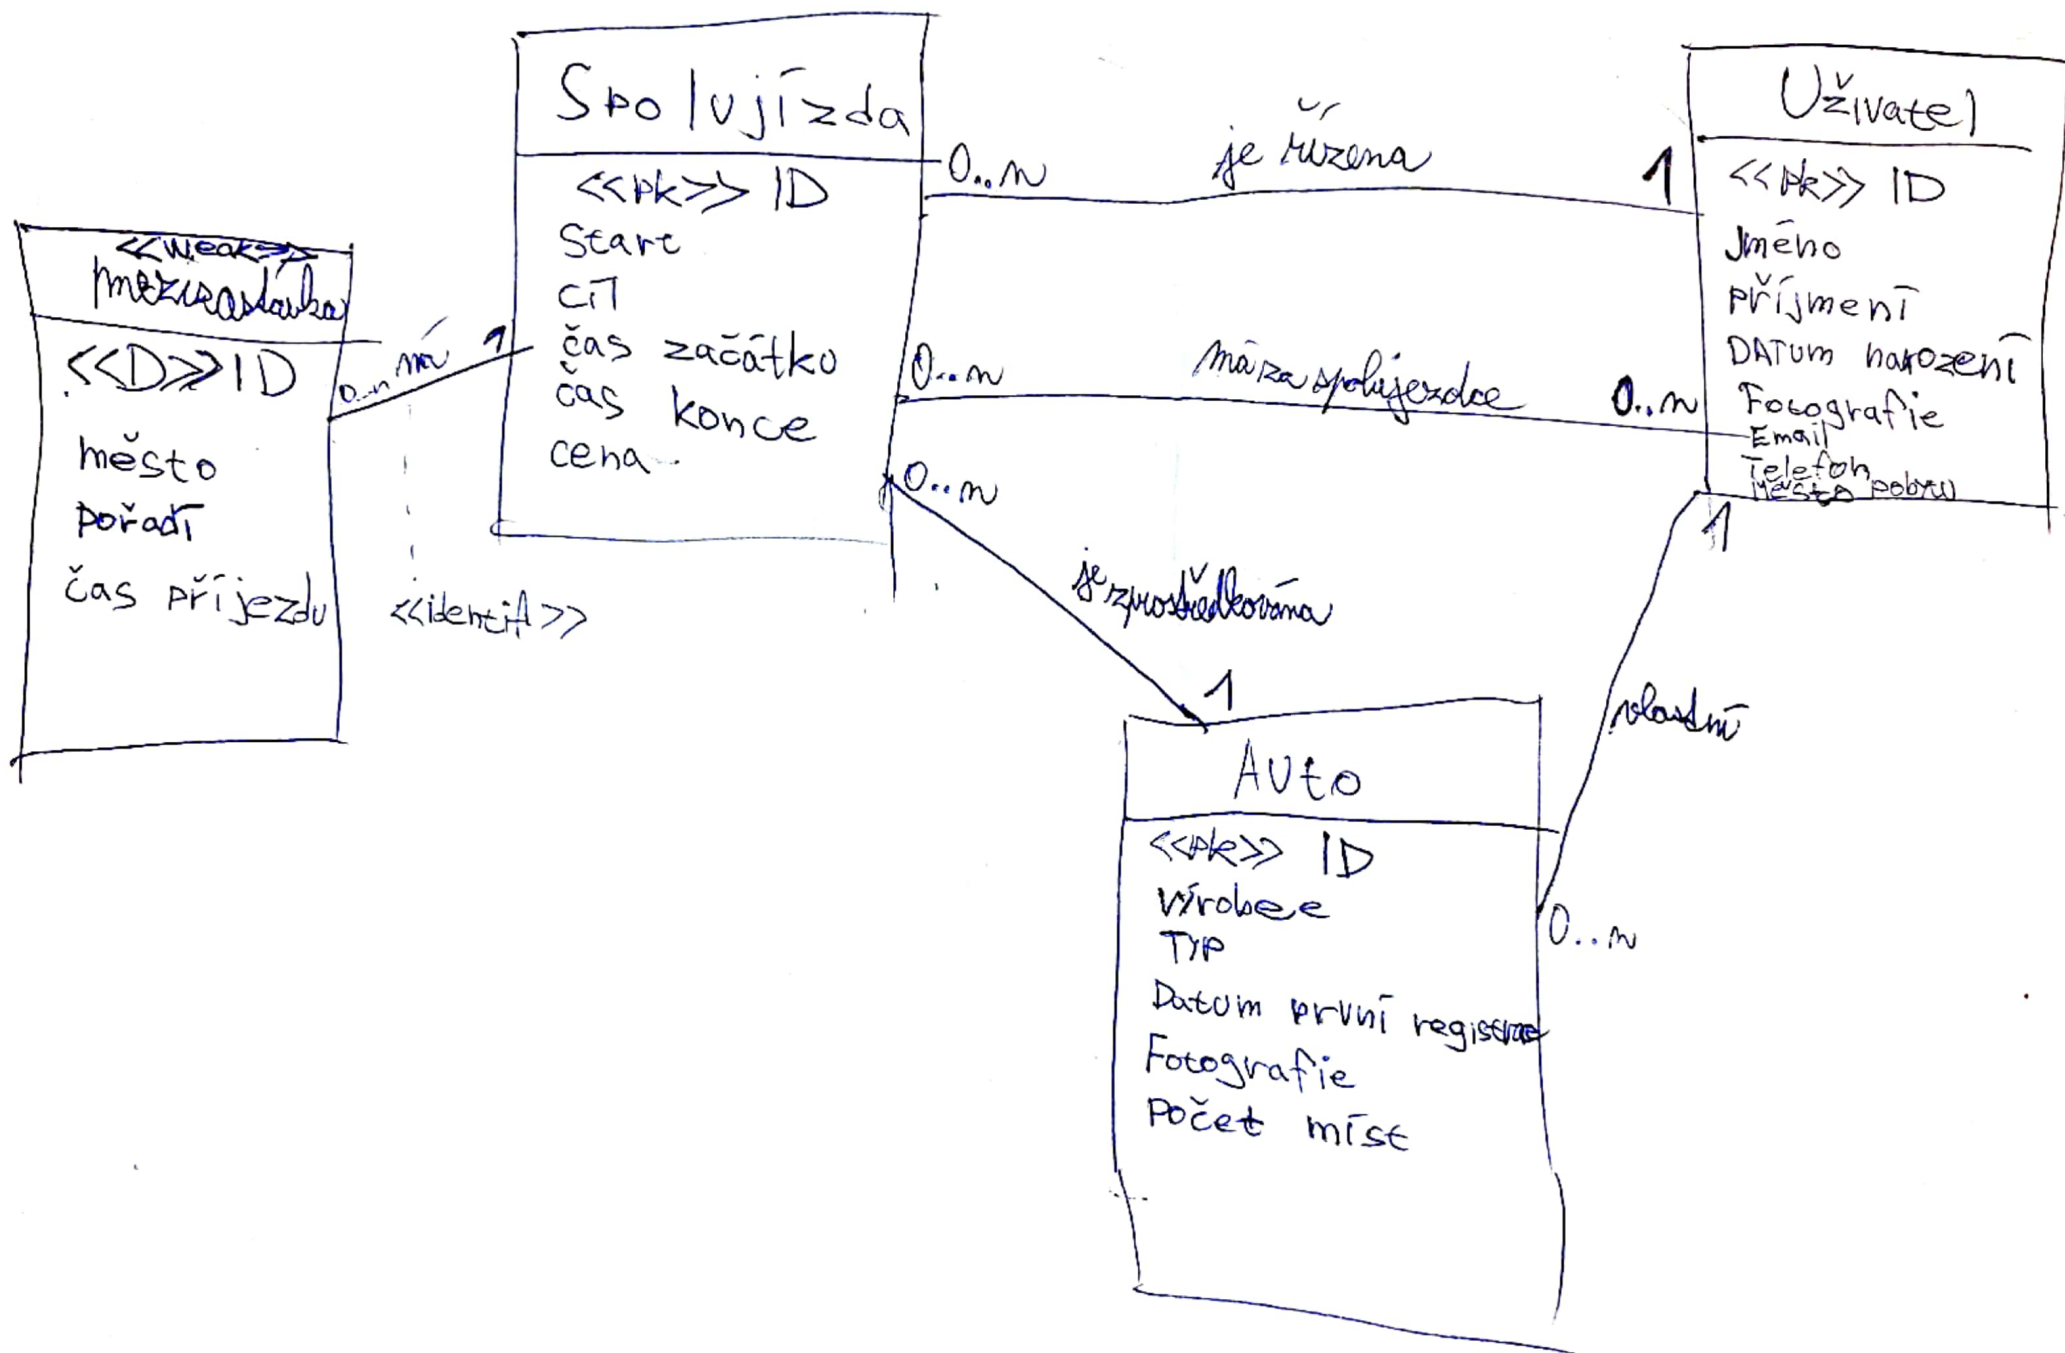 Spolujízda
<<pk>> ID
Start
Cíl
čas začátku
čas konce
cena
<<weak>>
mezizastávka
<<D>> ID
město
pořadí
čas příjezdu
0..n
má
1
<<identif>>
0..n
je řízena
1
0..n
má za spolujezdce
0..n
0..n
je zprostředkována
1
Uživatel
<<pk>> ID
Jméno
příjmení
DATUM narození
Fotografie
Email
Telefon
Město pobytu
1
vlastní
0..n
Auto
<<pk>> ID
Výrobce
TYP
Datum první registrace
Fotografie
Počet míst